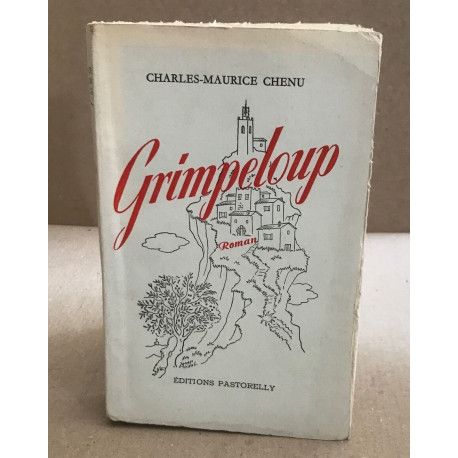 CHARLES-MAURICE CHENU
Grimpeloup
Roman
ÉDITIONS PASTORELLY